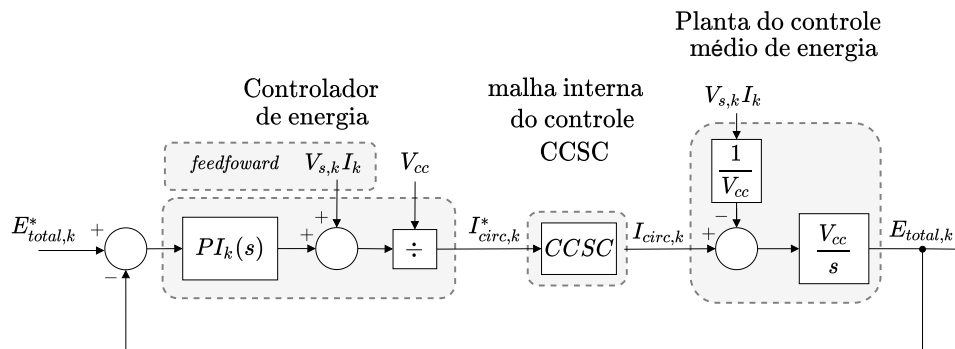 Planta do controle
médio de energia
Controlador
de energia
malha interna
do controle
CCSC
V_{s,k}I_k
feedfoward V_{s,k}I_k
V_{cc}
1
V_{cc}
E^*_{total,k}
+
−
PI_k(s)
+
+
÷
I^*_{circ,k}
CCSC
I_{circ,k}
+
−
V_{cc}
s
E_{total,k}